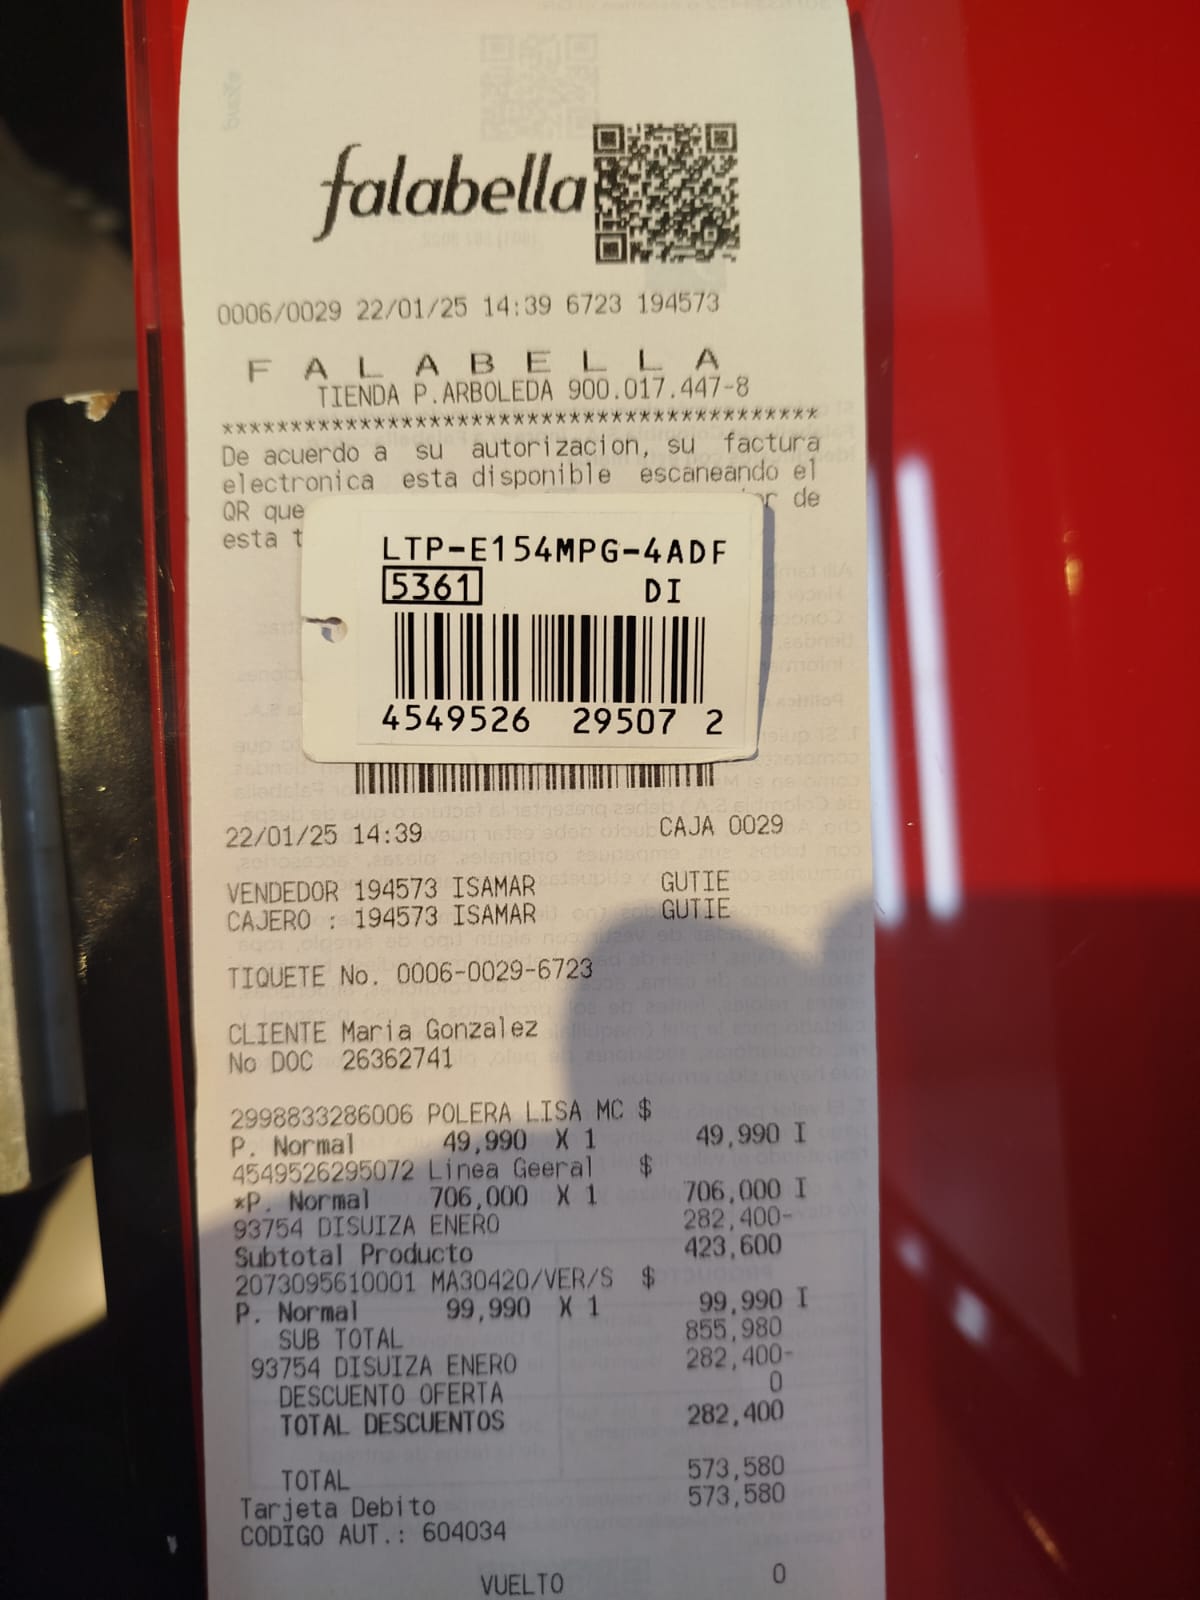 falabella
0006/0029 22/01/25 14:39 6723 194573
F A L A B E L L A
TIENDA P.ARBOLEDA 900.017.447-8
********************************************
De acuerdo a su autorizacion, su factura
electronica esta disponible escaneando el
QR que de
esta
LTP-E154MPG-4ADF
5361 DI
4549526 29507 2
22/01/25 14:39 CAJA 0029
VENDEDOR 194573 ISAMAR GUTIE
CAJERO : 194573 ISAMAR GUTIE
TIQUETE No. 0006-0029-6723
CLIENTE Maria Gonzalez
No DOC 26362741
2998833286006 POLERA LISA MC $
P. Normal 49,990 X 1 49,990 I
4549526295072 Linea Geeral $
*P. Normal 706,000 X 1 706,000 I
93754 DISUIZA ENERO 282,400-
Subtotal Producto 423,600
2073095610001 MA30420/VER/S $
P. Normal 99,990 X 1 99,990 I
SUB TOTAL 855,980
93754 DISUIZA ENERO 282,400-
DESCUENTO OFERTA 0
TOTAL DESCUENTOS 282,400
TOTAL 573,580
Tarjeta Debito 573,580
CODIGO AUT.: 604034
VUELTO 0